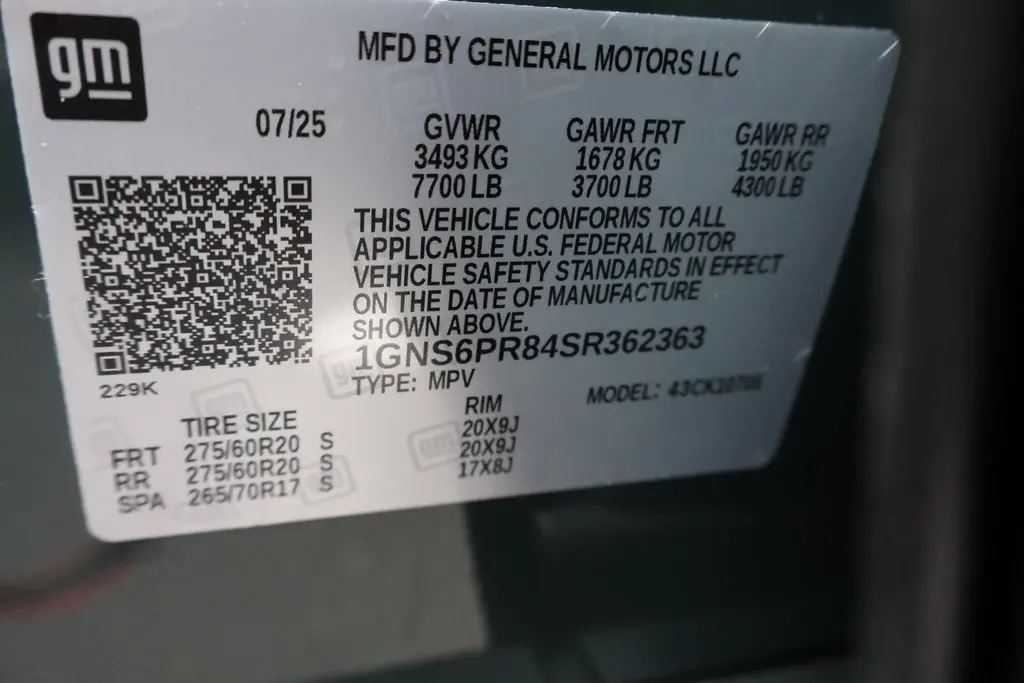 gm
MFD BY GENERAL MOTORS LLC
07/25
GVWR GAWR FRT GAWR RR
3493 KG 1678 KG 1950 KG
7700 LB 3700 LB 4300 LB
THIS VEHICLE CONFORMS TO ALL
APPLICABLE U.S. FEDERAL MOTOR
VEHICLE SAFETY STANDARDS IN EFFECT
ON THE DATE OF MANUFACTURE
SHOWN ABOVE.
1GNS6PR84SR362363
TYPE: MPV MODEL:
229K
TIRE SIZE RIM
FRT 275/60R20 S 20X9J
RR 275/60R20 S 20X9J
SPA 265/70R17 S 17X8J